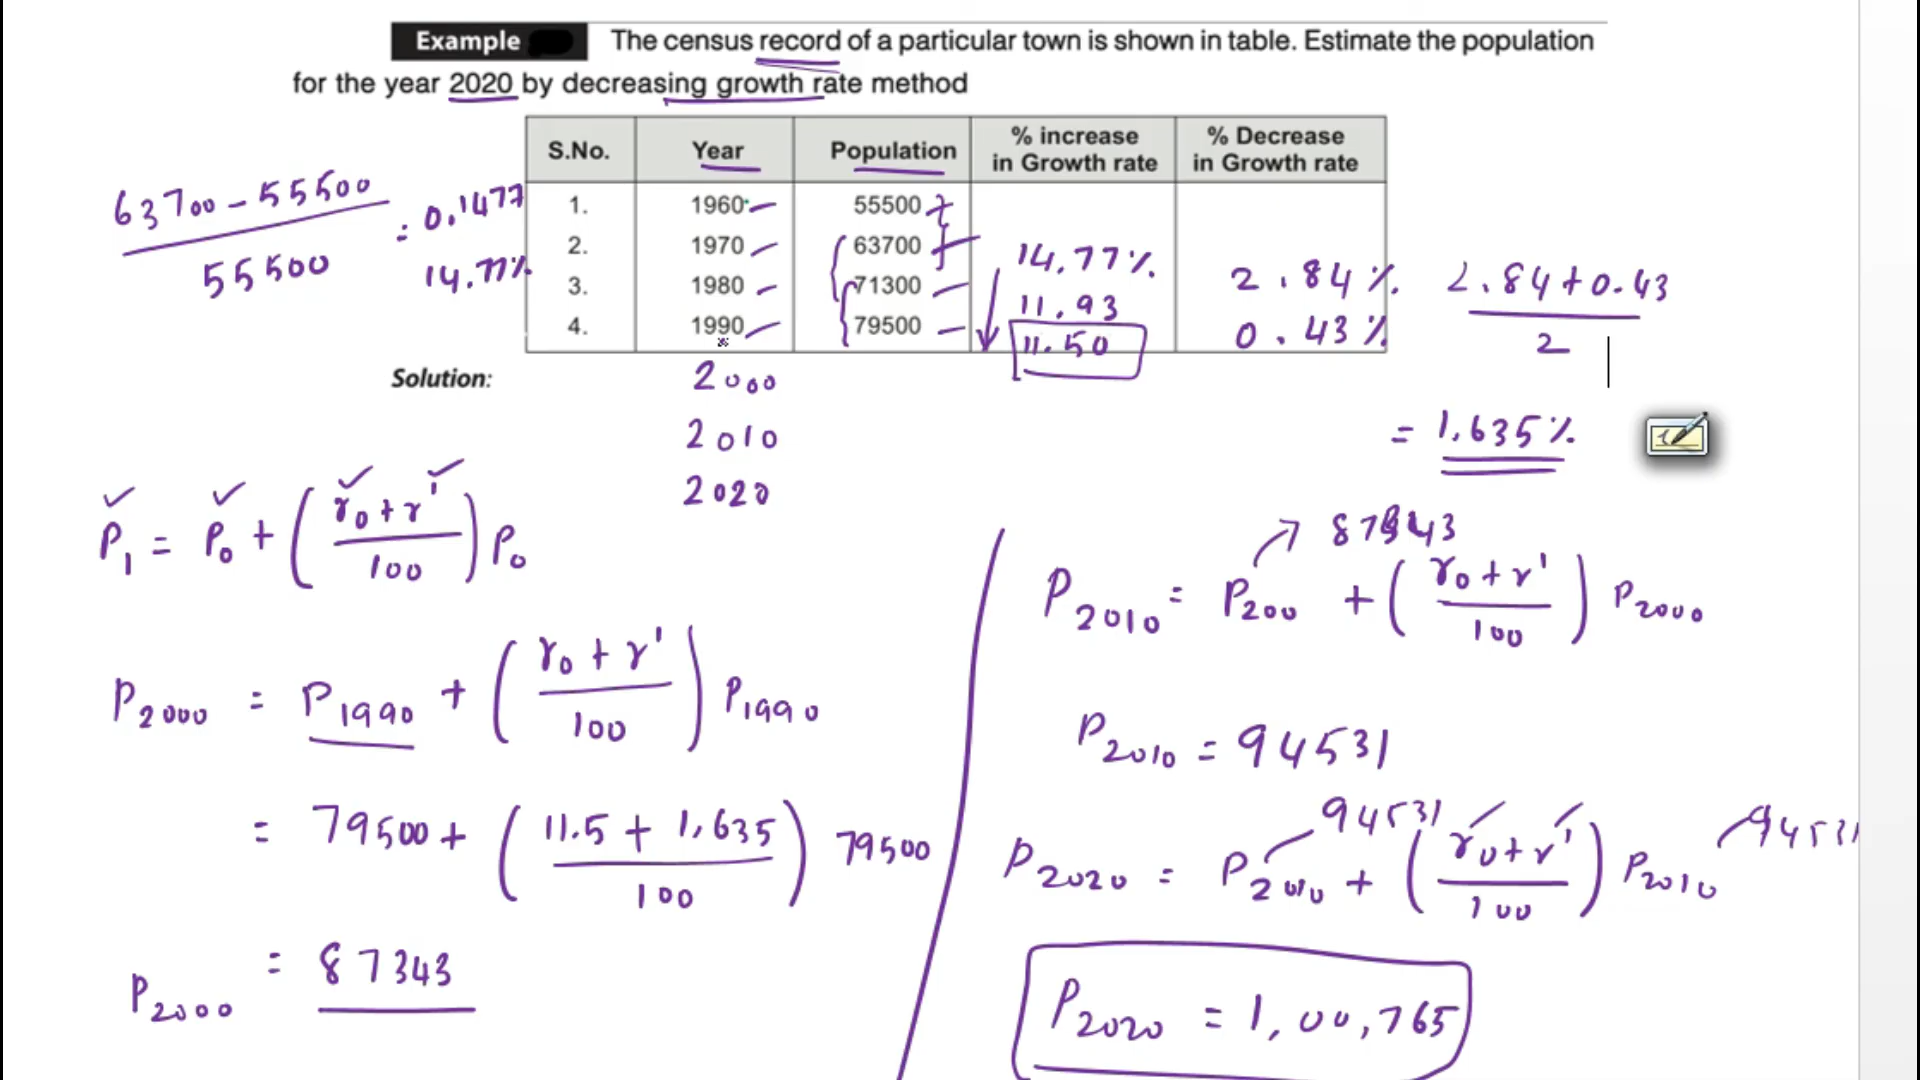 Example The census record of a particular town is shown in table. Estimate the population
for the year 2020 by decreasing growth rate method
S.No. Year Population % increase in Growth rate % Decrease in Growth rate
1. 1960 55500
2. 1970 63700 14.77%
3. 1980 71300 11.93 2.84%
4. 1990 79500 11.50 0.43%
63700 - 55500
55500
= 0.1477
14.77%
2.84 + 0.43
2
= 1.635%
Solution:
2000
2010
2020
P1 = P0 + (r0 + r' / 100) P0
P2000 = P1990 + (r0 + r' / 100) P1990
= 79500 + (11.5 + 1.635 / 100) 79500
P2000 = 87343
P2010 = P200 + (r0 + r' / 100) P2000
P2010 = 94531
94531
94531
P2020 = P2010 + (r0 + r' / 100) P2010
P2020 = 1,00,765